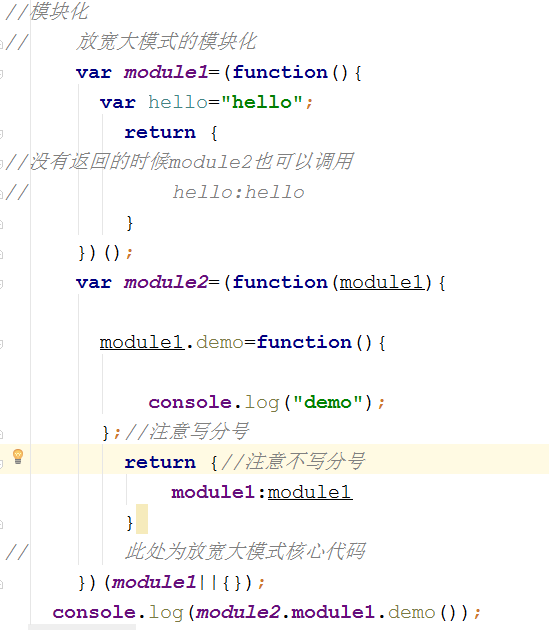 //模块化
//    放宽大模式的模块化
      var module1=(function(){
        var hello="hello";
          return {
//没有返回的时候module2也可以调用
//            hello:hello
          }
      })();
      var module2=(function(module1){
        module1.demo=function(){
            console.log("demo");
        };//注意写分号
          return {//注意不写分号
              module1:module1
          }
//        此处为放宽大模式核心代码
      })(module1||{});
    console.log(module2.module1.demo());